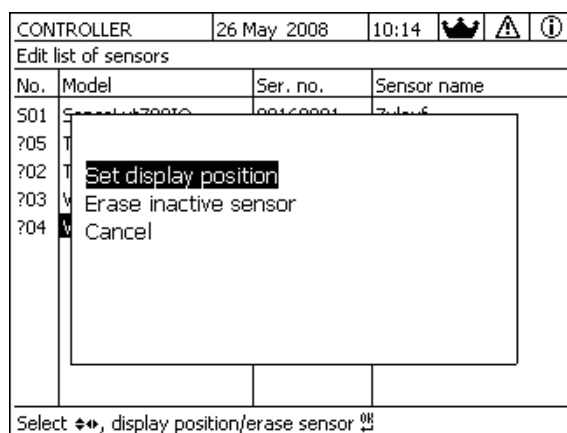 CONTROLLER 26 May 2008 10:14
Edit list of sensors
No. Model Ser. no. Sensor name
S01
?05 T
?02 T
?03 V
?04 V
Set display position
Erase inactive sensor
Cancel
Select , display position/erase sensor OK